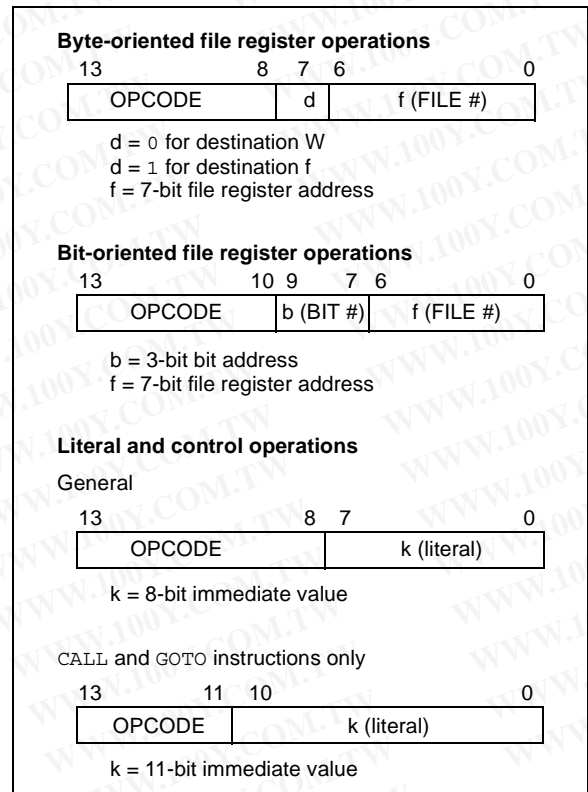 Byte-oriented file register operations
13 8 7 6 0
OPCODE d f (FILE #)
d = 0 for destination W
d = 1 for destination f
f = 7-bit file register address
Bit-oriented file register operations
13 10 9 7 6 0
OPCODE b (BIT #) f (FILE #)
b = 3-bit bit address
f = 7-bit file register address
Literal and control operations
General
13 8 7 0
OPCODE k (literal)
k = 8-bit immediate value
CALL and GOTO instructions only
13 11 10 0
OPCODE k (literal)
k = 11-bit immediate value
WWW.100Y.COM.TW